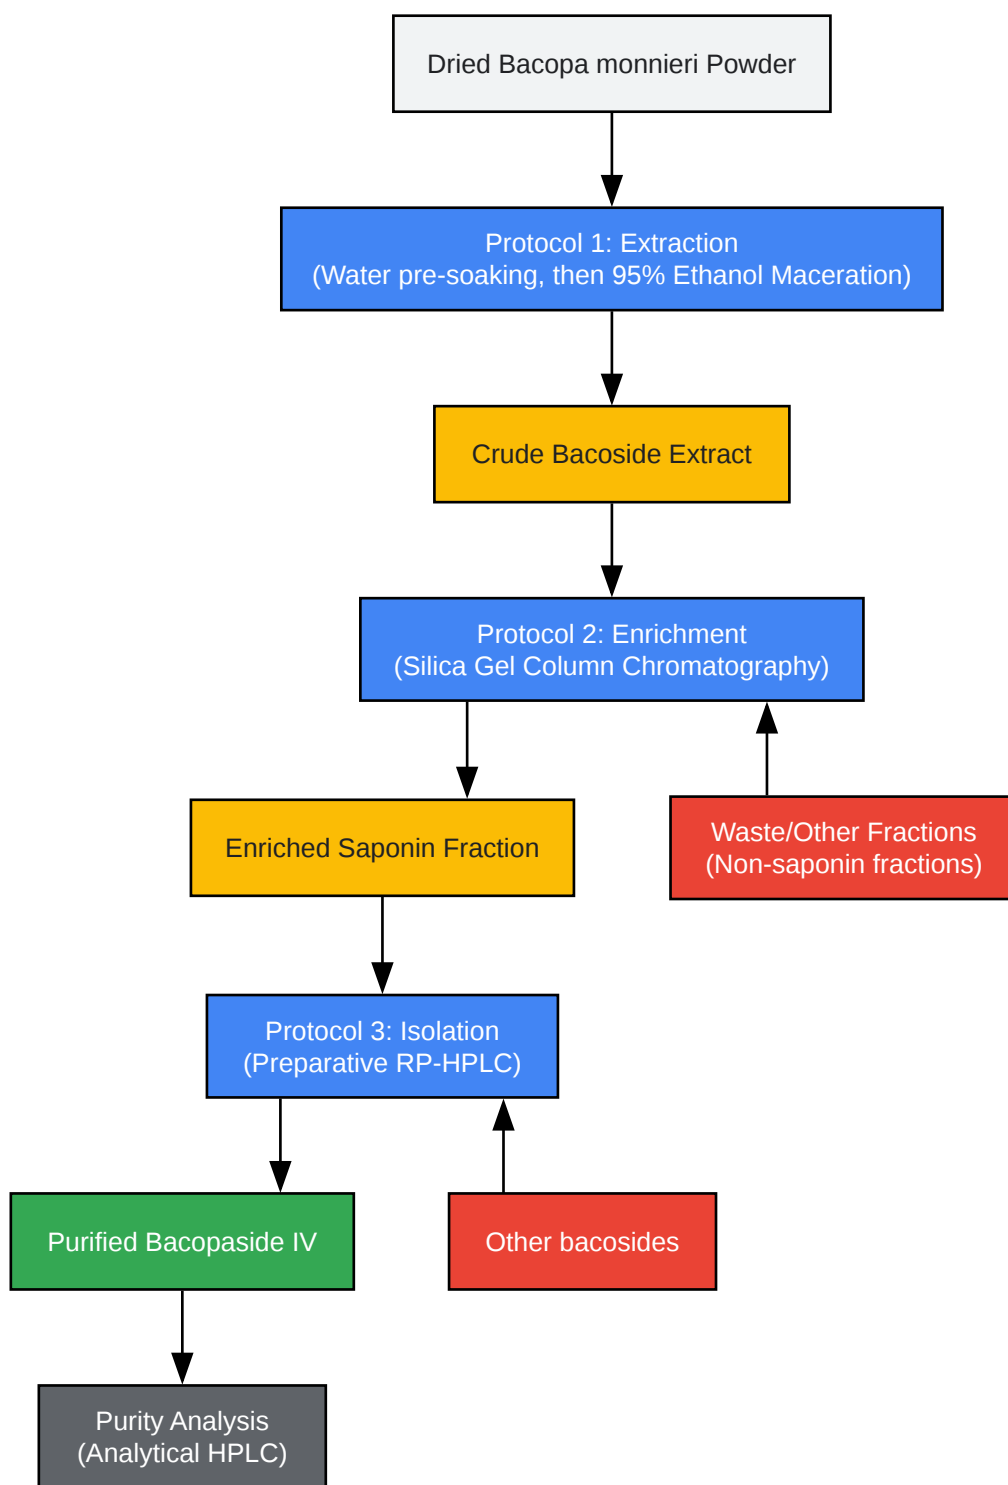 Dried Bacopa monnieri Powder
Protocol 1: Extraction
(Water pre-soaking, then 95% Ethanol Maceration)
Crude Bacoside Extract
Protocol 2: Enrichment
(Silica Gel Column Chromatography)
Enriched Saponin Fraction
Waste/Other Fractions
(Non-saponin fractions)
Protocol 3: Isolation
(Preparative RP-HPLC)
Purified Bacopaside IV
Other bacosides
Purity Analysis
(Analytical HPLC)